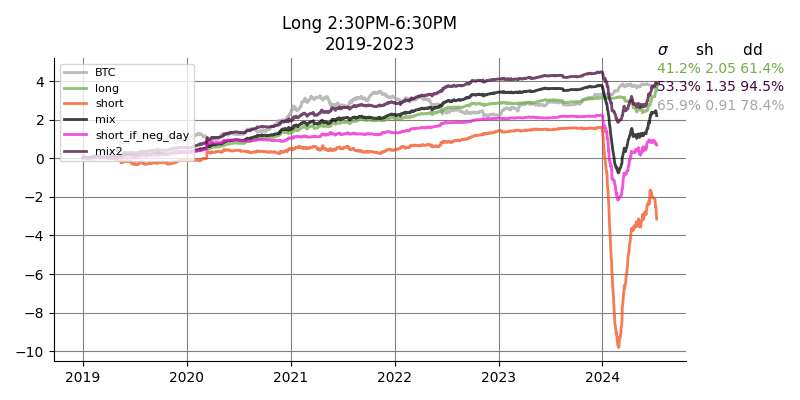 Long 2:30PM-6:30PM
2019-2023
σ sh dd
41.2% 2.05 61.4%
53.3% 1.35 94.5%
65.9% 0.91 78.4%
BTC
long
short
mix
short_if_neg_day
mix2
4
2
0
−2
−4
−6
−8
−10
2019 2020 2021 2022 2023 2024